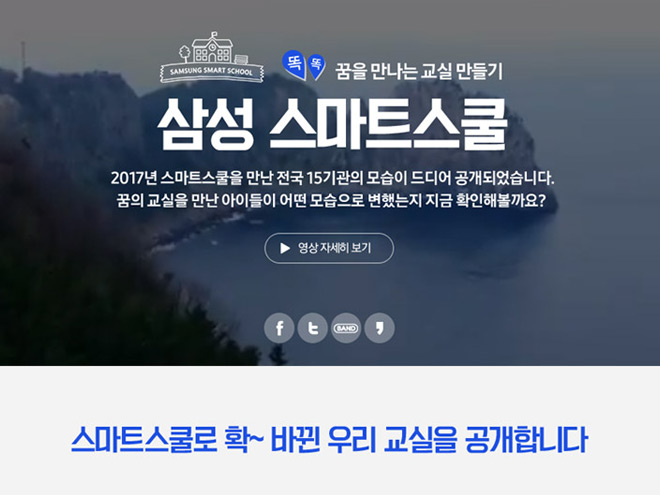 SAMSUNG SMART SCHOOL
똑 똑
꿈을 만나는 교실 만들기
삼성 스마트스쿨
2017년 스마트스쿨을 만난 전국 15기관의 모습이 드디어 공개되었습니다.
꿈의 교실을 만난 아이들이 어떤 모습으로 변했는지 지금 확인해볼까요?
영상 자세히 보기
BAND
스마트스쿨로 확~ 바뀐 우리 교실을 공개합니다